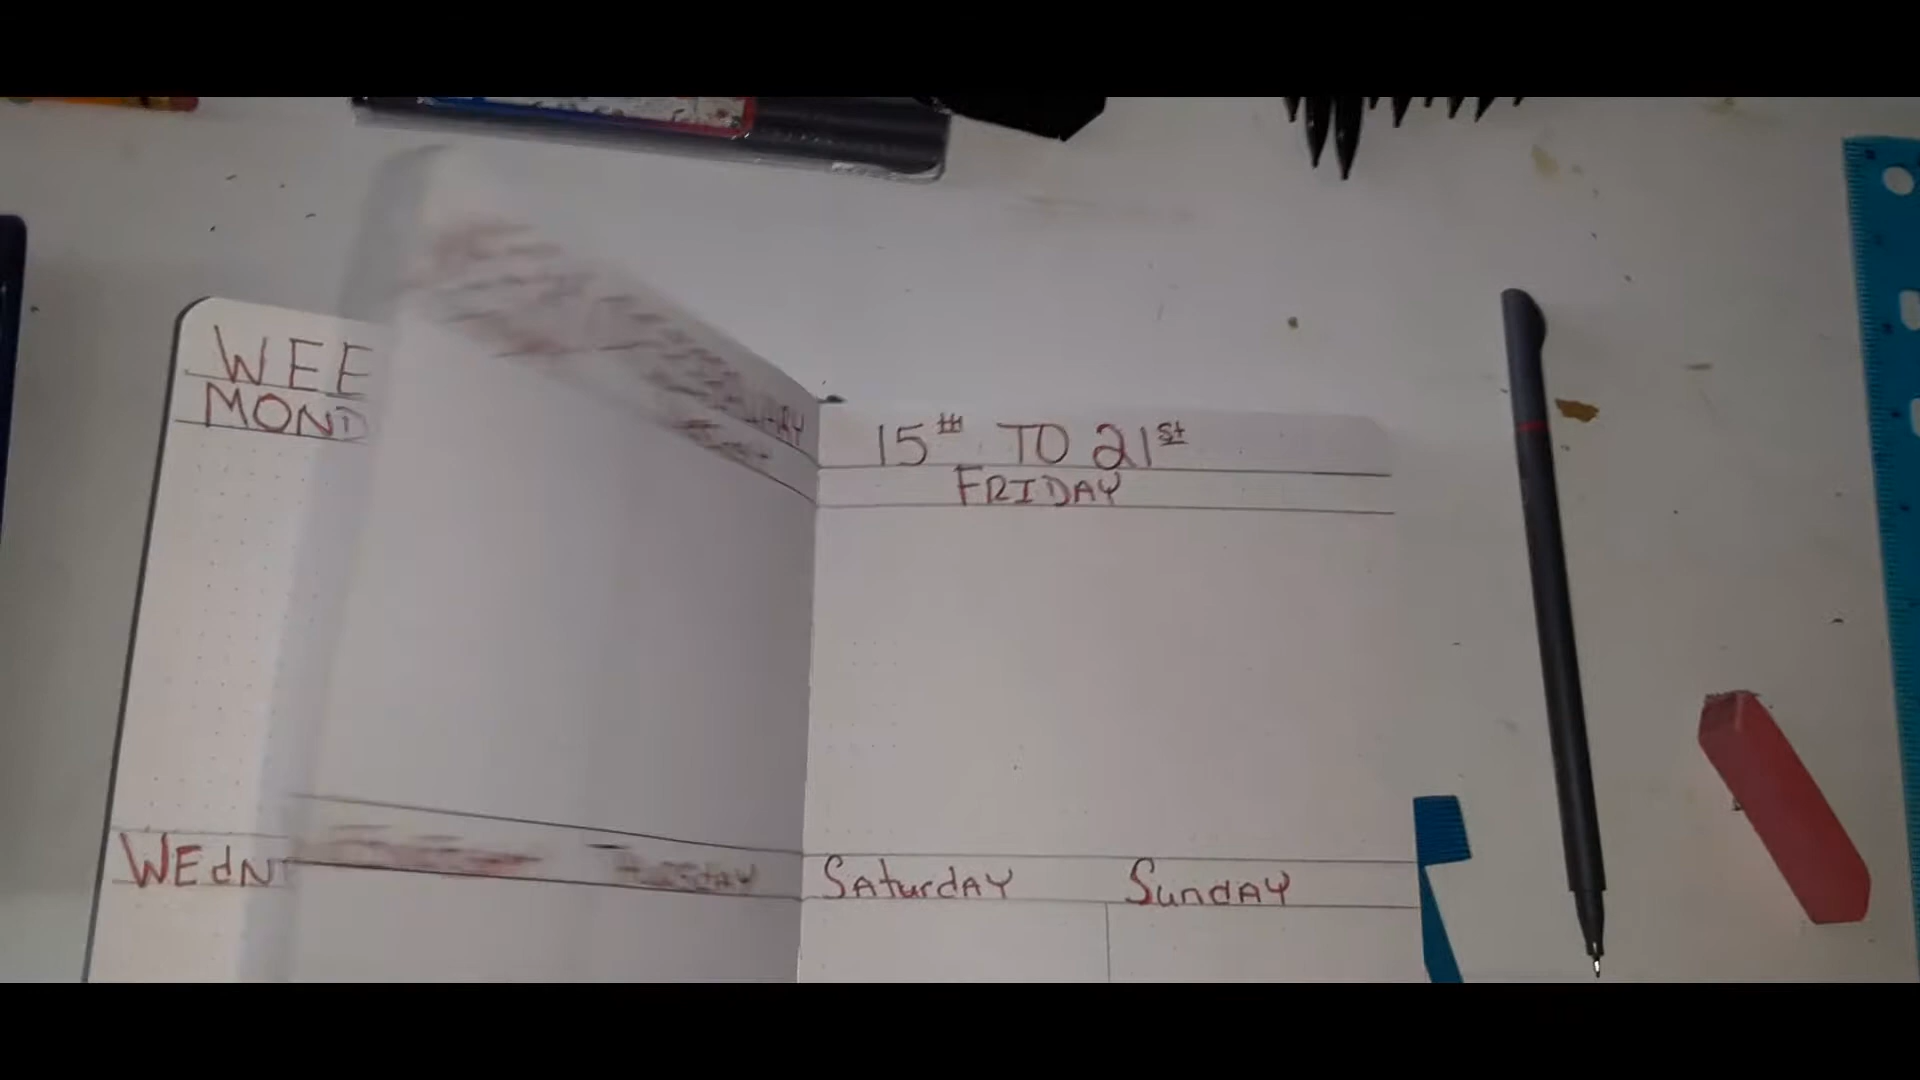 WEE
MOND
WEdN
15th TO 21st
FRIDAY
SAturdAY
SundAY